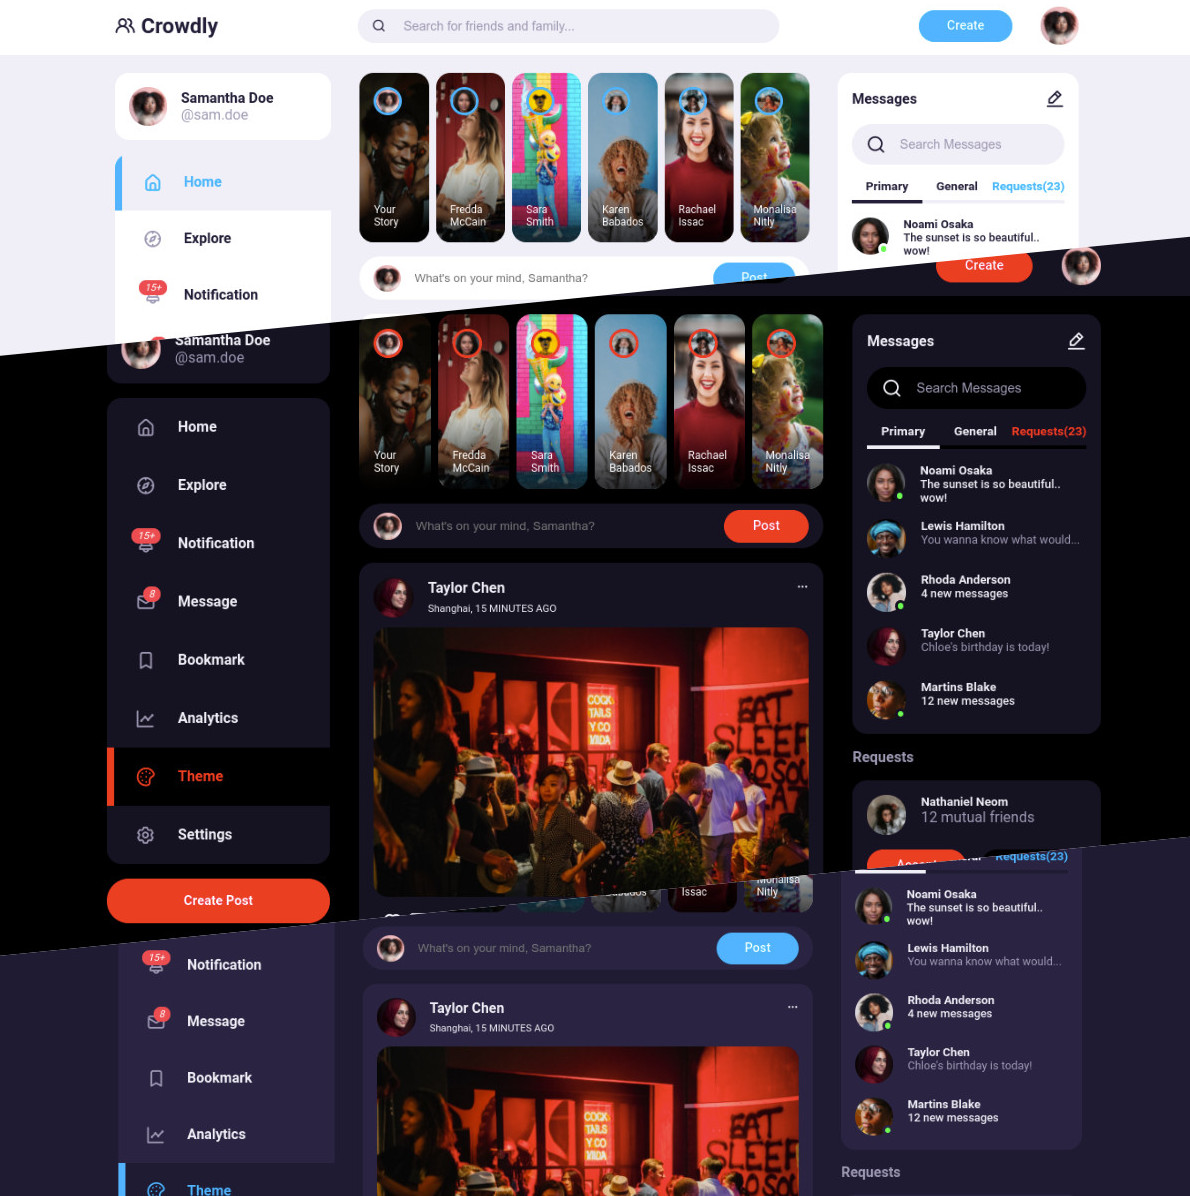 Crowdly
Search for friends and family...
Create
Samantha Doe
@sam.doe
Home
Explore
15+
Notification
Your
Story
Fredda
McCain
Sara
Smith
Karen
Babados
Rachael
Issac
Monalisa
Nitly
What's on your mind, Samantha?
Post
Messages
Search Messages
Primary
General
Requests(23)
Noami Osaka
The sunset is so beautiful..
wow!
Create
Samantha Doe
@sam.doe
Home
Explore
15+
Notification
8
Message
Bookmark
Analytics
Theme
Settings
Create Post
Your
Story
Fredda
McCain
Sara
Smith
Karen
Babados
Rachael
Issac
Monalisa
Nitly
What's on your mind, Samantha?
Post
Taylor Chen
...
Shanghai, 15 MINUTES AGO
COCK
TAILS
Y CO
MIDA
EAT
SLEEP
Messages
Search Messages
Primary
General
Requests(23)
Noami Osaka
The sunset is so beautiful..
wow!
Lewis Hamilton
You wanna know what would...
Rhoda Anderson
4 new messages
Taylor Chen
Chloe's birthday is today!
Martins Blake
12 new messages
Requests
Nathaniel Neom
12 mutual friends
15+
Notification
8
Message
Bookmark
Analytics
Theme
Issac
Monalisa
Nitly
What's on your mind, Samantha?
Post
Taylor Chen
...
Shanghai, 15 MINUTES AGO
COCK
TAILS
Y CO
MIDA
EAT
SLEEP
Requests(23)
Noami Osaka
The sunset is so beautiful..
wow!
Lewis Hamilton
You wanna know what would...
Rhoda Anderson
4 new messages
Taylor Chen
Chloe's birthday is today!
Martins Blake
12 new messages
Requests